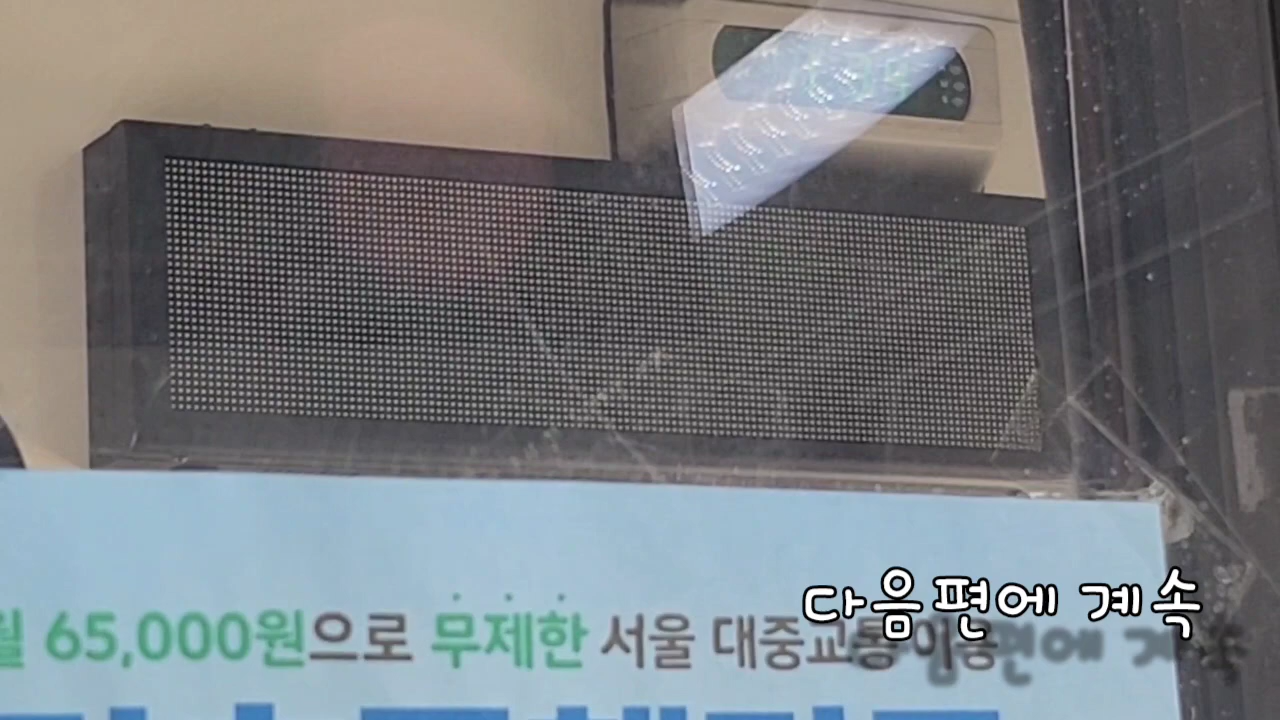 월 65,000원으로 무제한 서울 대중교통 이용
다음편에 계속